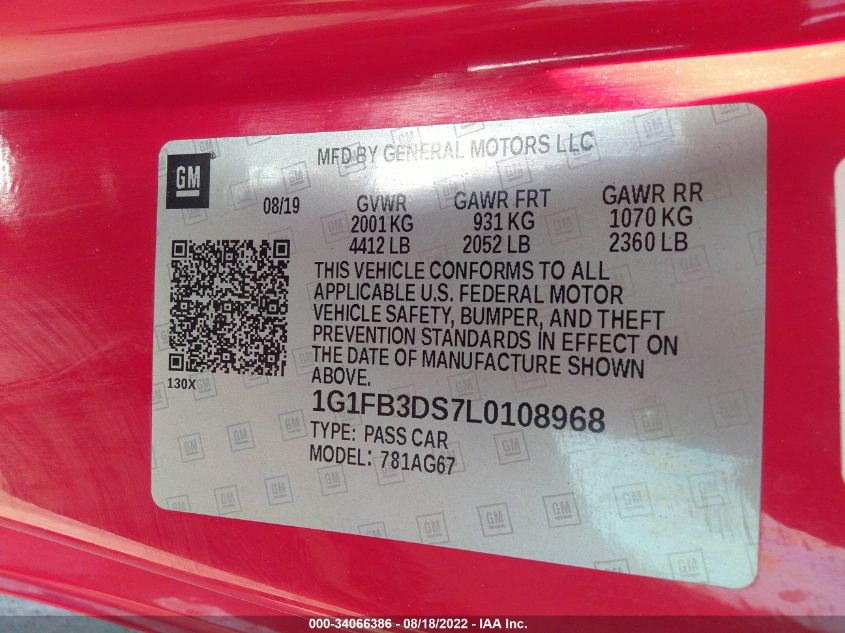 MFD BY GENERAL MOTORS LLC
GM
08/19 GVWR GAWR FRT GAWR RR
2001 KG 931 KG 1070 KG
4412 LB 2052 LB 2360 LB
THIS VEHICLE CONFORMS TO ALL
APPLICABLE U.S. FEDERAL MOTOR
VEHICLE SAFETY, BUMPER, AND THEFT
PREVENTION STANDARDS IN EFFECT ON
THE DATE OF MANUFACTURE SHOWN
ABOVE.
130X
1G1FB3DS7L0108968
TYPE: PASS CAR
MODEL: 781AG67
000-34066386 - 08/18/2022 - IAA Inc.